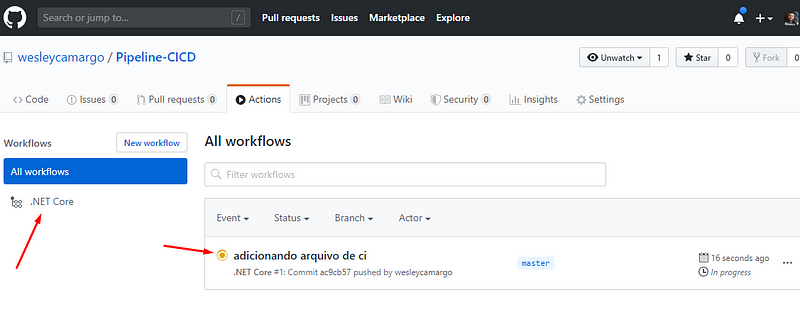 Search or jump to... /
Pull requests Issues Marketplace Explore
wesleycamargo / Pipeline-CICD
Unwatch 1 Star 0 Fork 0
Code Issues 0 Pull requests 0 Actions Projects 0 Wiki Security 0 Insights Settings
Workflows New workflow
All workflows
.NET Core
All workflows
Filter workflows
Event Status Branch Actor
adicionando arquivo de ci
.NET Core #1: Commit ac9cb57 pushed by wesleycamargo
master
16 seconds ago
In progress